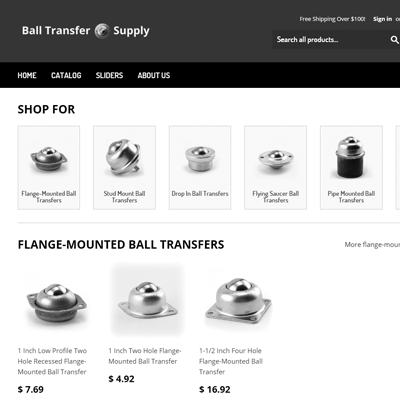 Free Shipping Over $100! Sign in
Ball Transfer Supply
Search all products...
HOME CATALOG SLIDERS ABOUT US
SHOP FOR
Flange-Mounted Ball Transfers
Stud Mount Ball Transfers
Drop In Ball Transfers
Flying Saucer Ball Transfers
Pipe Mounted Ball Transfers
FLANGE-MOUNTED BALL TRANSFERS
More flange-moun
1 Inch Low Profile Two
Hole Recessed Flange-
Mounted Ball Transfer
$ 7.69
1 Inch Two Hole Flange-
Mounted Ball Transfer
$ 4.92
1-1/2 Inch Four Hole
Flange-Mounted Ball
Transfer
$ 16.92